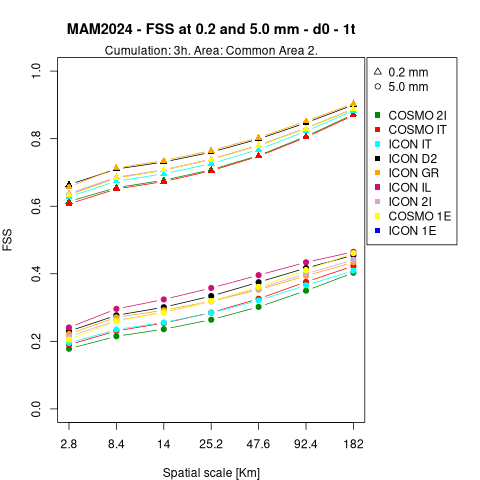 MAM2024 - FSS at 0.2 and 5.0 mm - d0 - 1t
Cumulation: 3h. Area: Common Area 2.
0.2 mm
5.0 mm
COSMO 2I
COSMO IT
ICON IT
ICON D2
ICON GR
ICON IL
ICON 2I
COSMO 1E
ICON 1E
FSS
1.0
0.8
0.6
0.4
0.2
0.0
2.8 8.4 14 25.2 47.6 92.4 182
Spatial scale [Km]